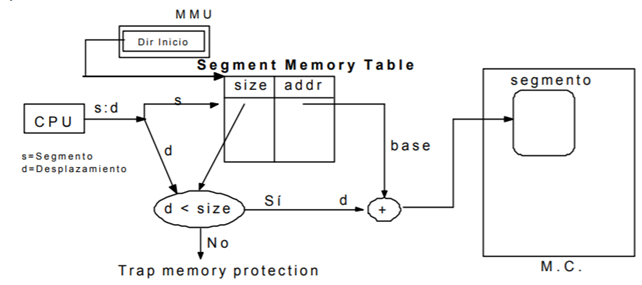 MMU
Dir Inicio
Segment Memory Table
size addr
segmento
s:d
s
CPU
base
s=Segmento
d=Desplazamiento
d
d < size
Sí
d
+
No
Trap memory protection
M.C.